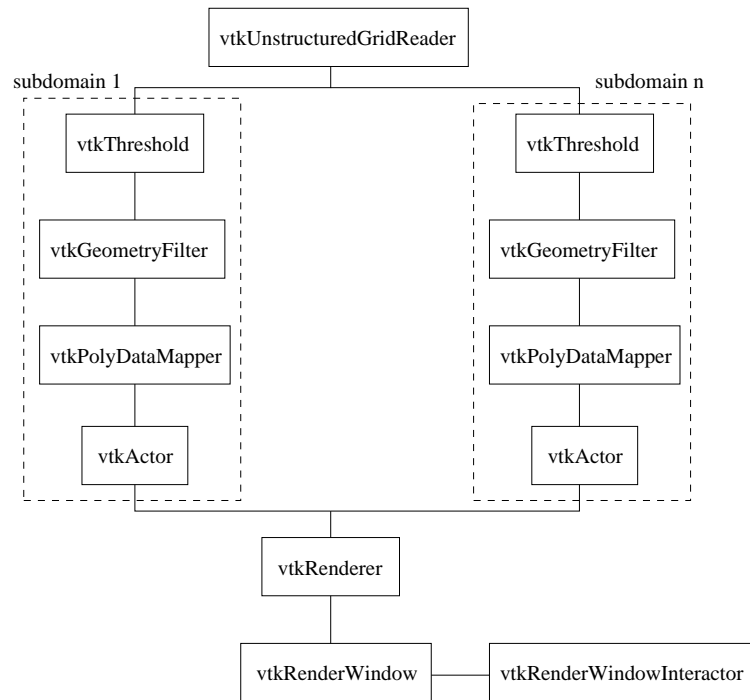 vtkUnstructuredGridReader
subdomain 1
subdomain n
vtkThreshold
vtkThreshold
vtkGeometryFilter
vtkGeometryFilter
vtkPolyDataMapper
vtkPolyDataMapper
vtkActor
vtkActor
vtkRenderer
vtkRenderWindow
vtkRenderWindowInteractor